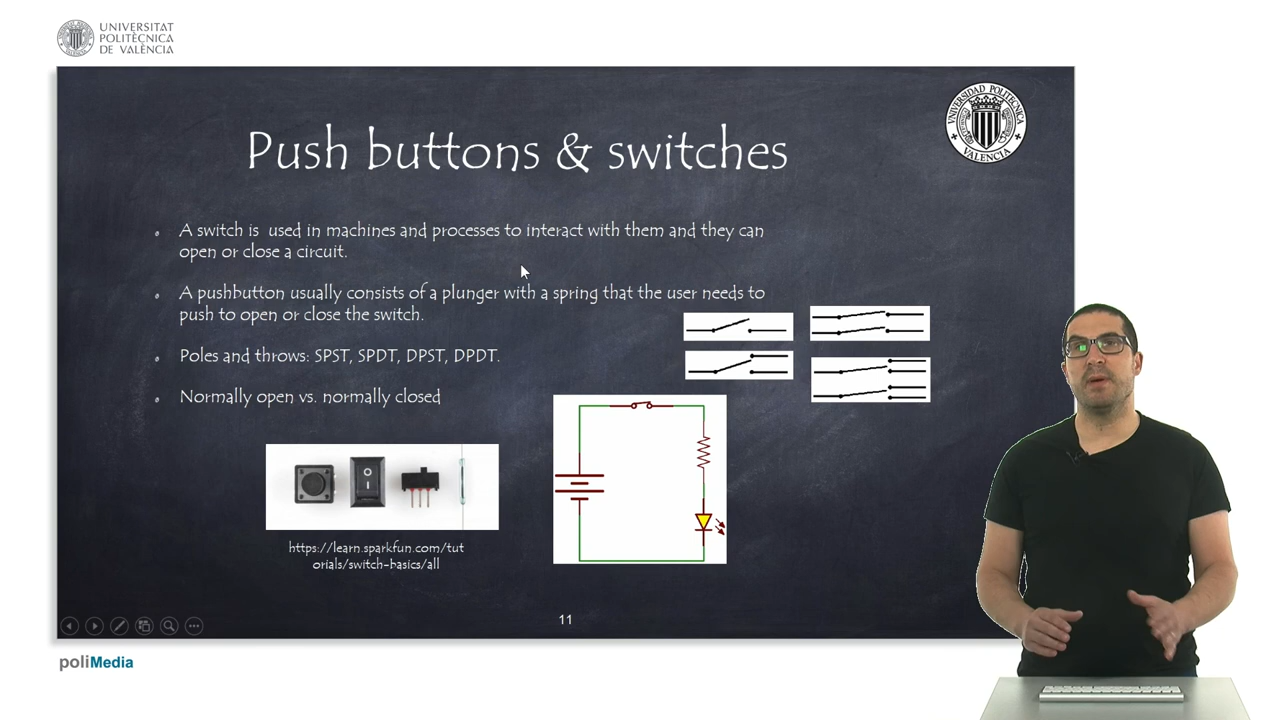 UNIVERSITAT
POLITÈCNICA
DE VALÈNCIA
UNIVERSIDAD POLITECNICA
VALENCIA
Push buttons & switches
A switch is used in machines and processes to interact with them and they can
open or close a circuit.
A pushbutton usually consists of a plunger with a spring that the user needs to
push to open or close the switch.
Poles and throws: SPST, SPDT, DPST, DPDT.
Normally open vs. normally closed
https://learn.sparkfun.com/tut
orials/switch-basics/all
11
poliMedia